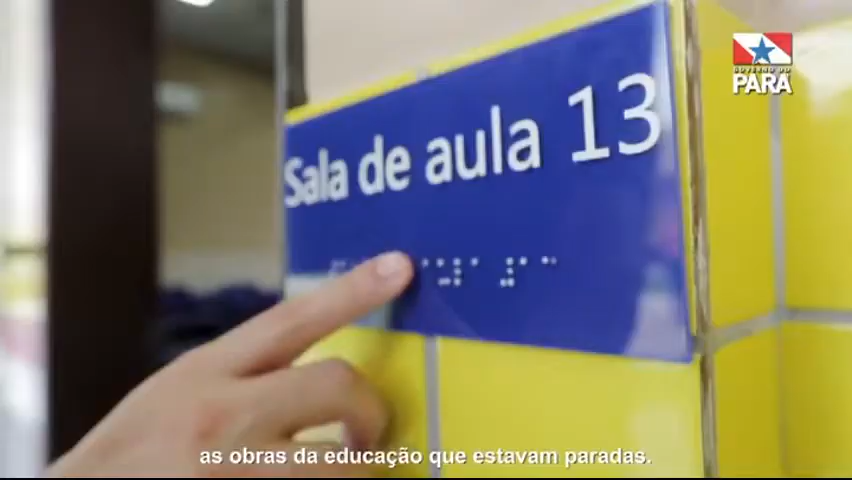 GOVERNO DO
PARÁ
Sala de aula 13
as obras da educação que estavam paradas.